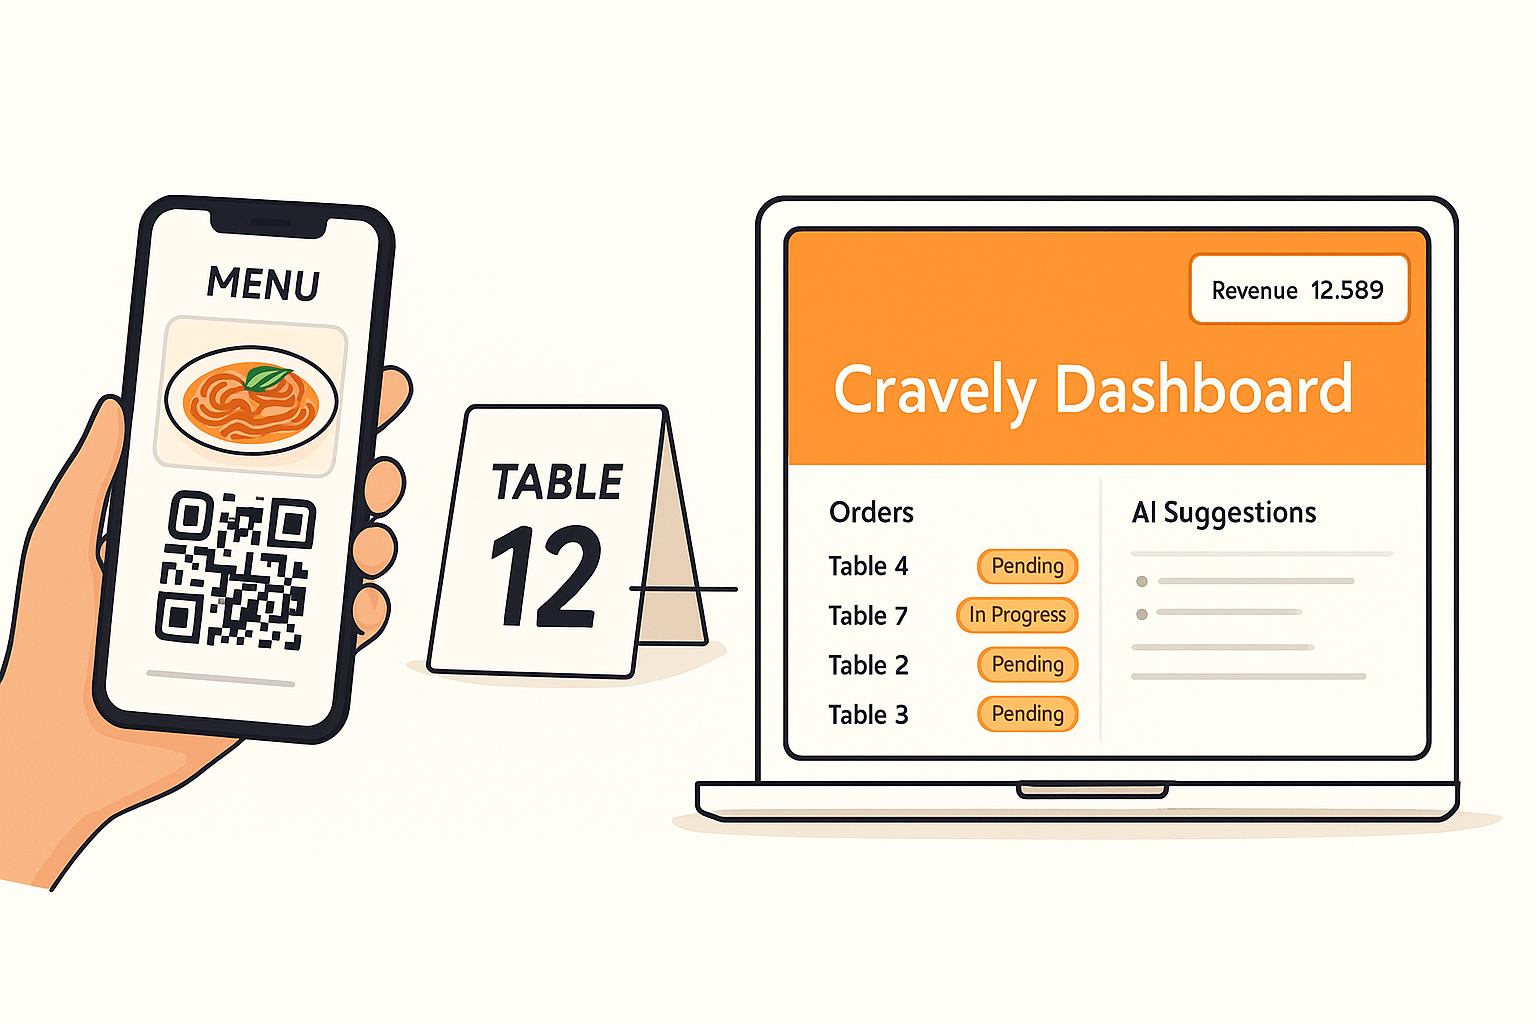 MENU
TABLE
12
Revenue 12.589
Cravely Dashboard
Orders
Table 4 Pending
Table 7 In Progress
Table 2 Pending
Table 3 Pending
AI Suggestions